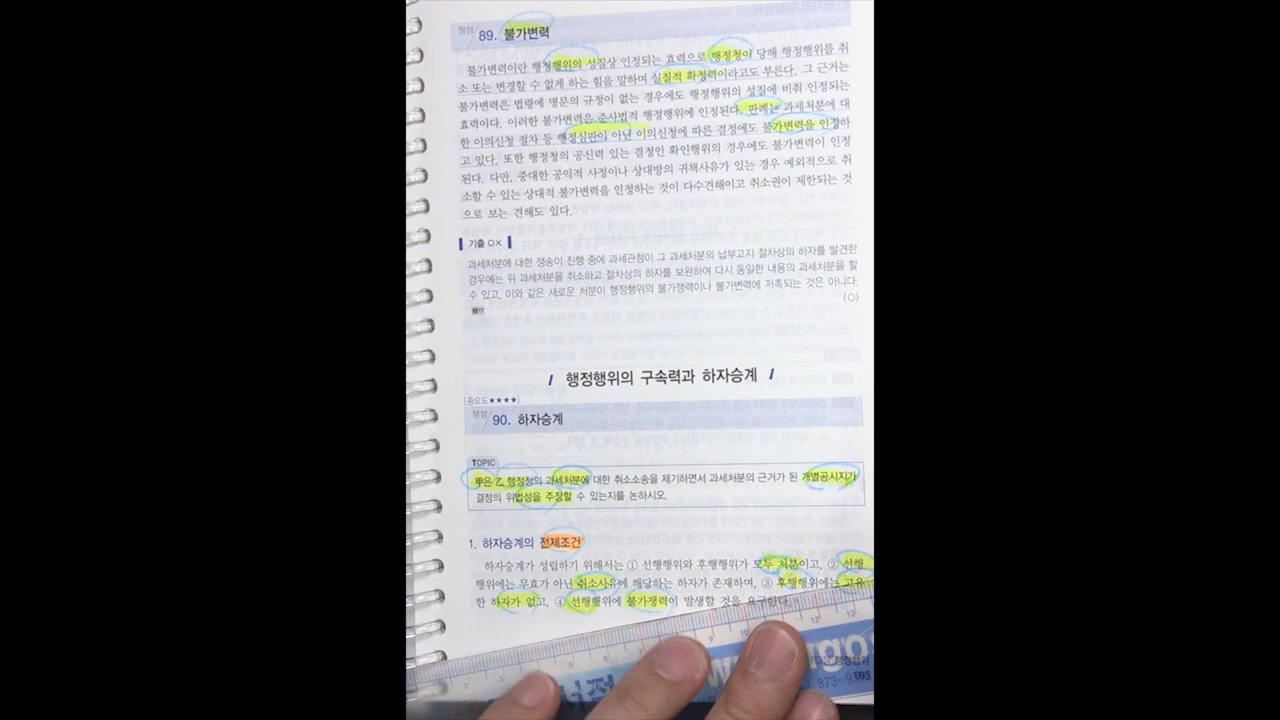 쟁점 89. 불가변력
불가변력이란 행정행위의 성질상 인정되는 효력으로 행정청이 당해 행정행위를 취
소 또는 변경할 수 없게 하는 힘을 말하며 실질적 확정력이라고도 부른다. 그 근거는
불가변력은 법령에 명문의 규정이 없는 경우에도 행정행위의 성질에 비춰 인정되는
효력이다. 이러한 불가변력은 준사법적 행정행위에 인정된다. 판례는 과세처분에 대
한 이의신청 절차 등 행정심판이 아닌 이의신청에 따른 결정에도 불가변력을 인정하
고 있다. 또한 행정청의 공신력 있는 결정인 확인행위의 경우에도 불가변력이 인정
된다. 다만, 중대한 공익적 사정이나 상대방의 귀책사유가 있는 경우 예외적으로 취
소할 수 있는 상대적 불가변력을 인정하는 것이 다수견해이고 취소권이 제한되는 것
으로 보는 견해도 있다.
기출 ○×
과세처분에 대한 쟁송이 진행 중에 과세관청이 그 과세처분의 납부고지 절차상의 하자를 발견한
경우에는 위 과세처분을 취소하고 절차상의 하자를 보완하여 다시 동일한 내용의 과세처분을 할
수 있고, 이와 같은 새로운 처분이 행정행위의 불가쟁력이나 불가변력에 저촉되는 것은 아니다.
(○)
행정행위의 구속력과 하자승계
[중요도★★★★]
쟁점 90. 하자승계
TOPIC
甲은 乙 행정청의 과세처분에 대한 취소소송을 제기하면서 과세처분의 근거가 된 개별공시지가
결정의 위법성을 주장할 수 있는지를 논하시오.
1. 하자승계의 전제조건
하자승계가 성립하기 위해서는 ① 선행행위와 후행행위가 모두 처분이고, ② 선행
행위에는 무효가 아닌 취소사유에 해당하는 하자가 존재하며, ③ 후행행위에는 고유
한 하자가 없고, ④ 선행행위에 불가쟁력이 발생할 것을 요구한다.
행정행위
093